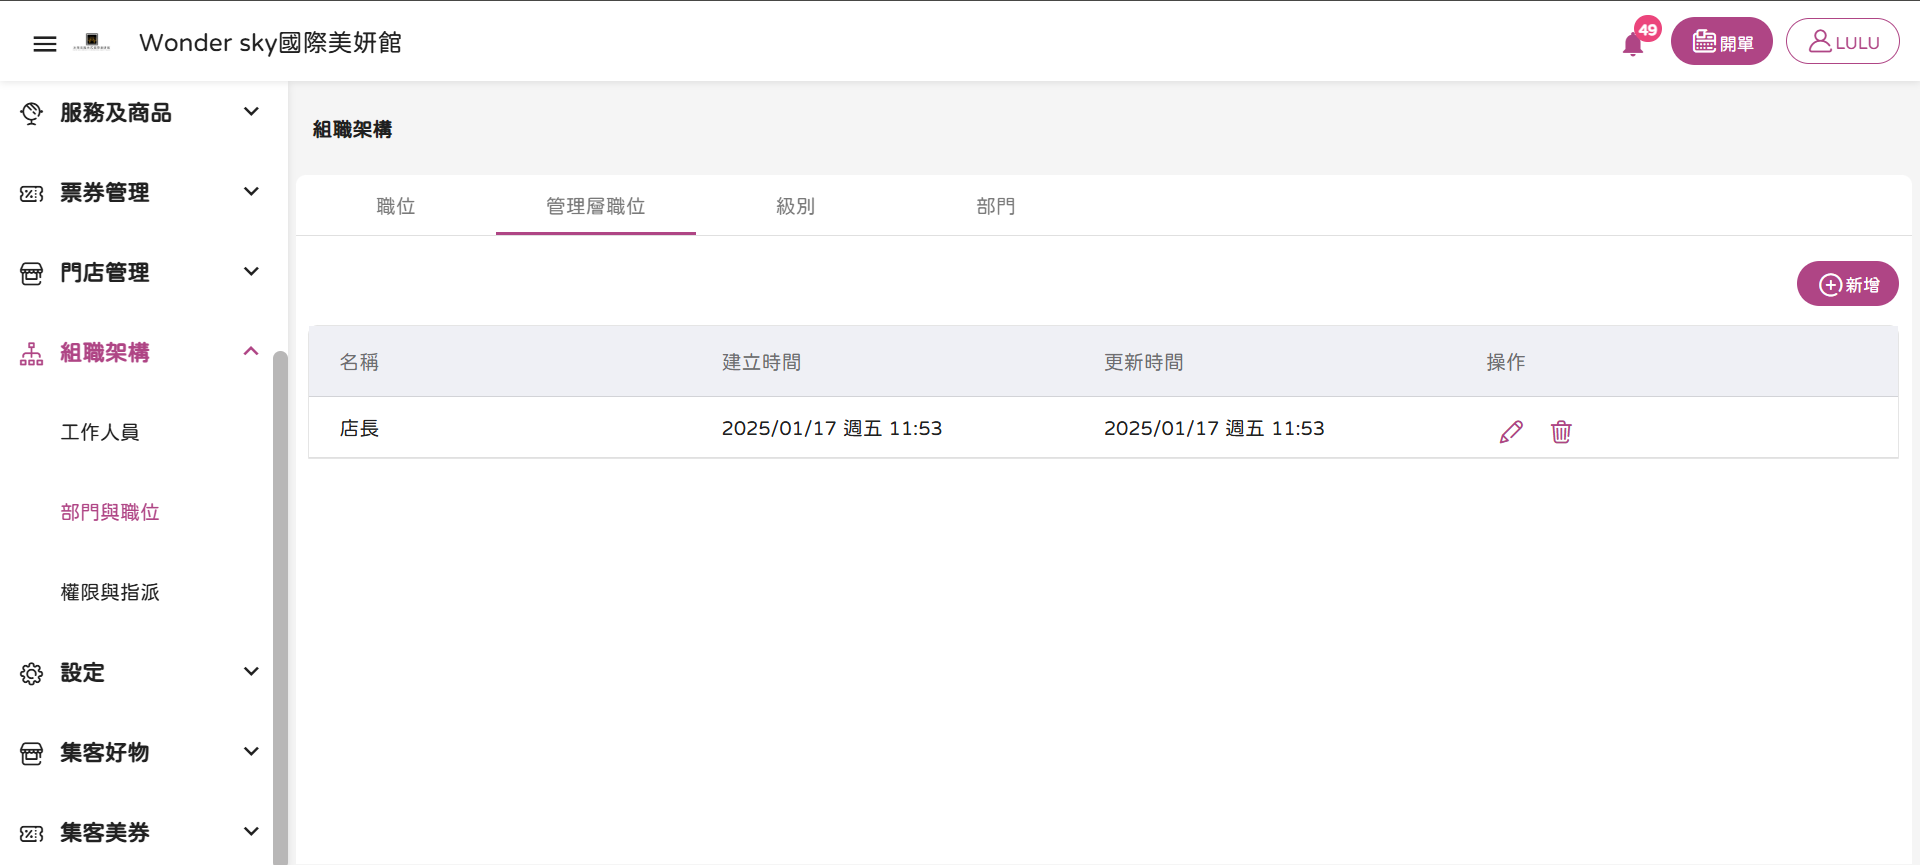 Wonder sky國際美妍館
49
開單
LULU
服務及商品
票券管理
門店管理
組職架構
工作人員
部門與職位
權限與指派
設定
集客好物
集客美券
組職架構
職位
管理層職位
級別
部門
新增
名稱
建立時間
更新時間
操作
店長
2025/01/17 週五 11:53
2025/01/17 週五 11:53